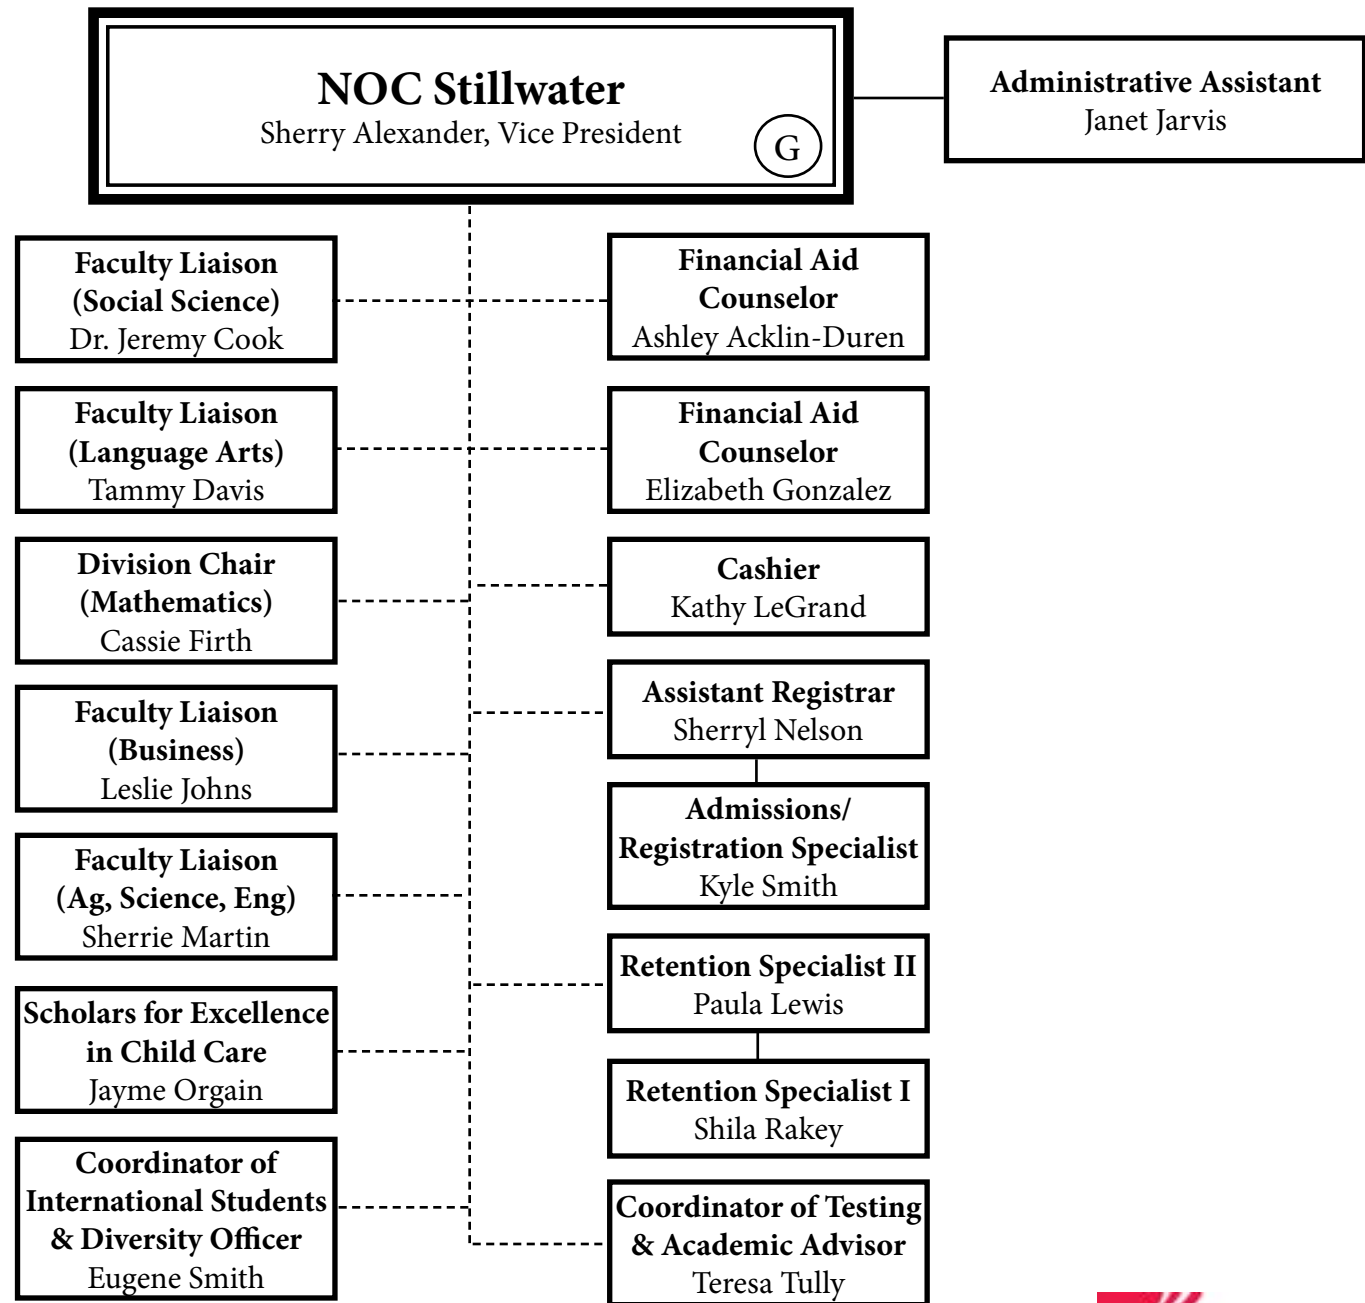 NOC Stillwater
Sherry Alexander, Vice President
G
Administrative Assistant
Janet Jarvis
Faculty Liaison
(Social Science)
Dr. Jeremy Cook
Financial Aid
Counselor
Ashley Acklin-Duren
Faculty Liaison
(Language Arts)
Tammy Davis
Financial Aid
Counselor
Elizabeth Gonzalez
Division Chair
(Mathematics)
Cassie Firth
Cashier
Kathy LeGrand
Faculty Liaison
(Business)
Leslie Johns
Assistant Registrar
Sherryl Nelson
Admissions/
Registration Specialist
Kyle Smith
Faculty Liaison
(Ag, Science, Eng)
Sherrie Martin
Retention Specialist II
Paula Lewis
Scholars for Excellence
in Child Care
Jayme Orgain
Retention Specialist I
Shila Rakey
Coordinator of
International Students
& Diversity Officer
Eugene Smith
Coordinator of Testing
& Academic Advisor
Teresa Tully